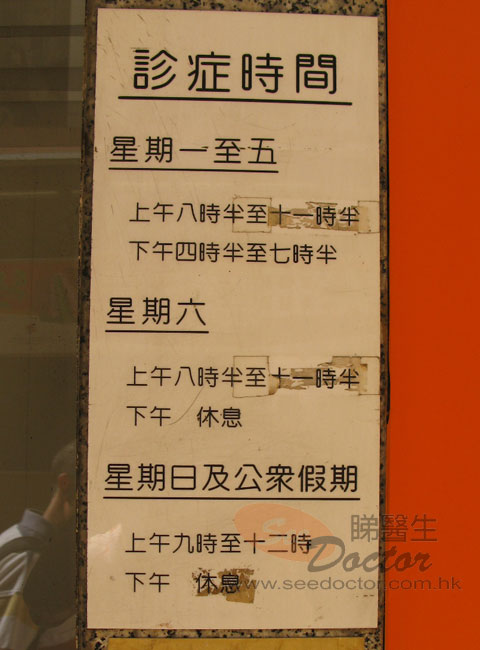 診症時間
星期一至五
上午八時半至十一時半
下午四時半至七時半
星期六
上午八時半至十一時半
下午 休息
星期日及公眾假期
上午九時至十二時
下午 休息
睇醫生
See Doctor
www.seedoctor.com.hk